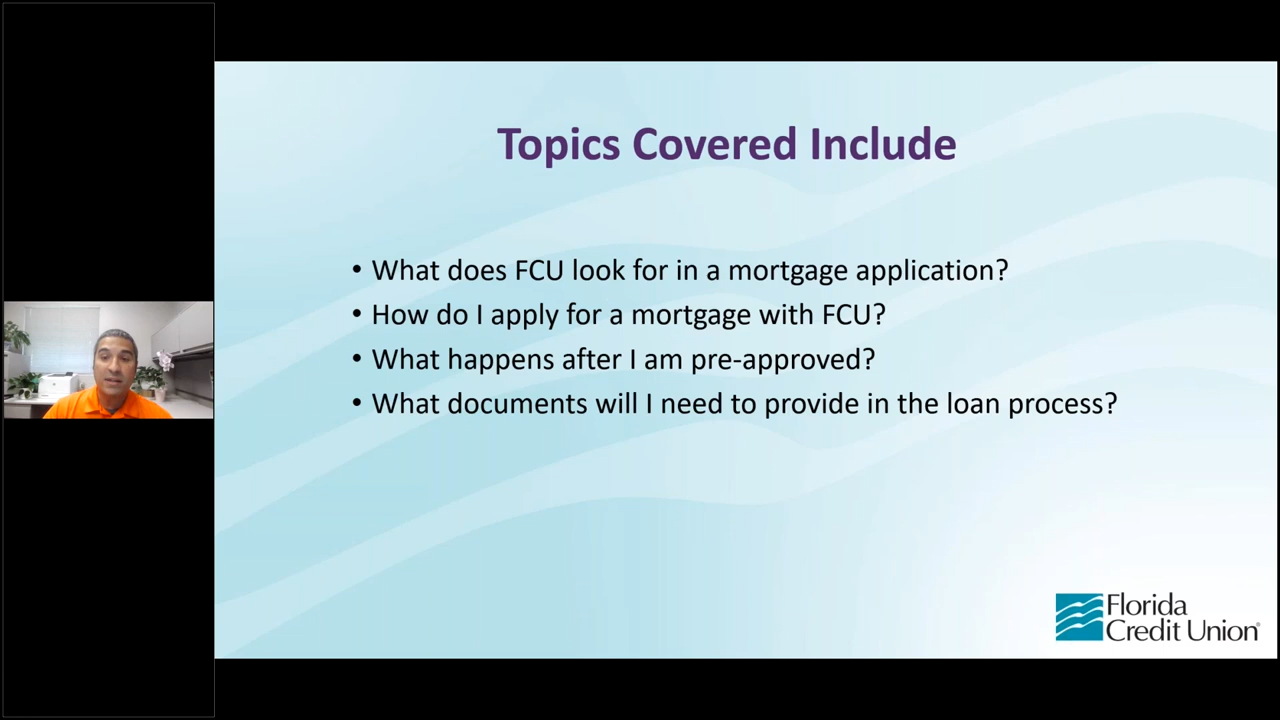 Topics Covered Include
• What does FCU look for in a mortgage application?
• How do I apply for a mortgage with FCU?
• What happens after I am pre-approved?
• What documents will I need to provide in the loan process?
Florida
Credit Union®